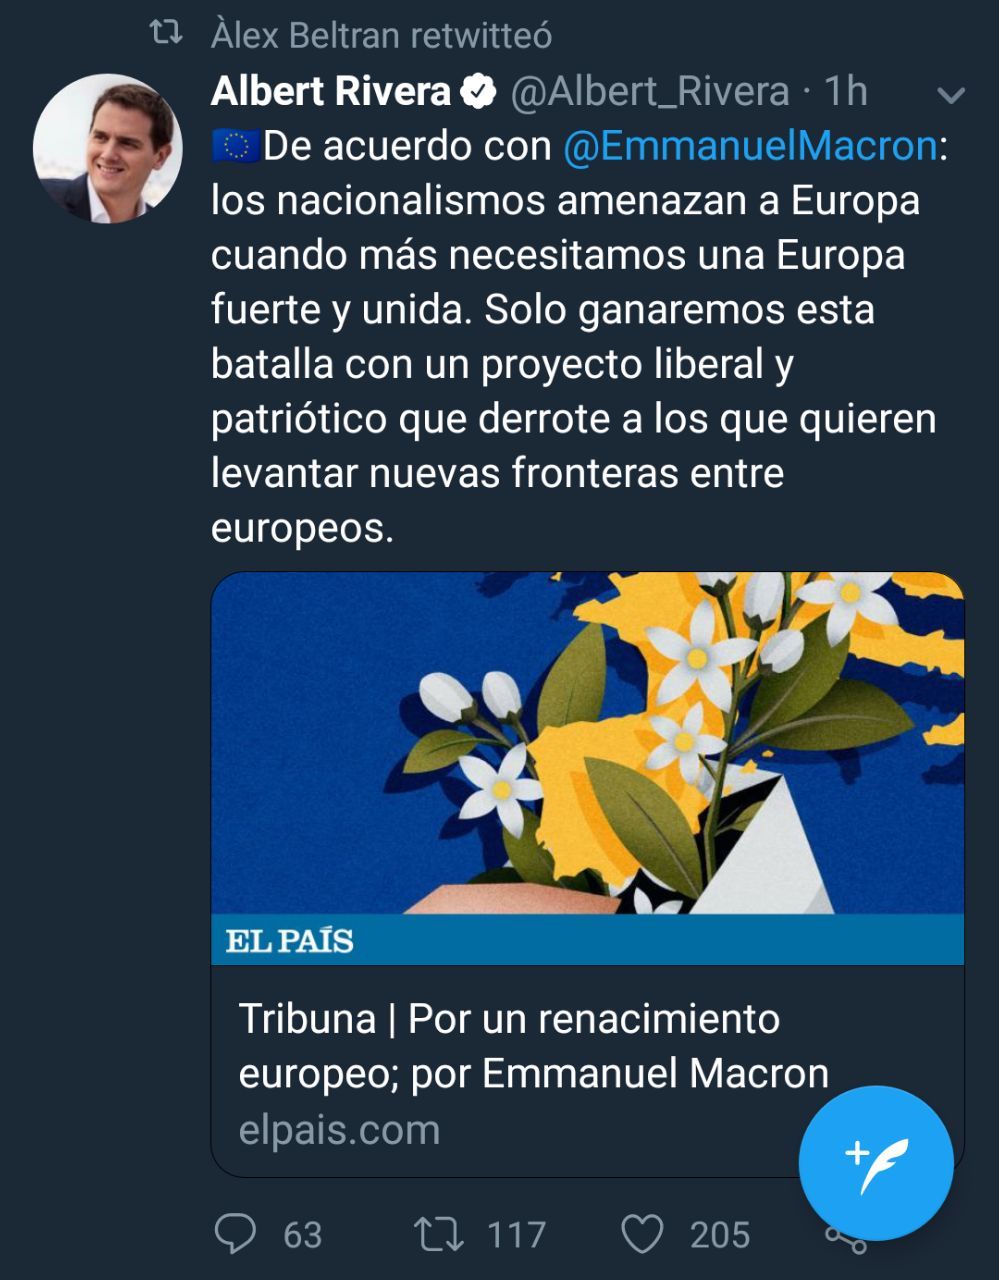 Àlex Beltran retwitteó
Albert Rivera @Albert_Rivera · 1h
🇪🇺De acuerdo con @EmmanuelMacron:
los nacionalismos amenazan a Europa
cuando más necesitamos una Europa
fuerte y unida. Solo ganaremos esta
batalla con un proyecto liberal y
patriótico que derrote a los que quieren
levantar nuevas fronteras entre
europeos.
EL PAÍS
Tribuna | Por un renacimiento
europeo; por Emmanuel Macron
elpais.com
63 117 205